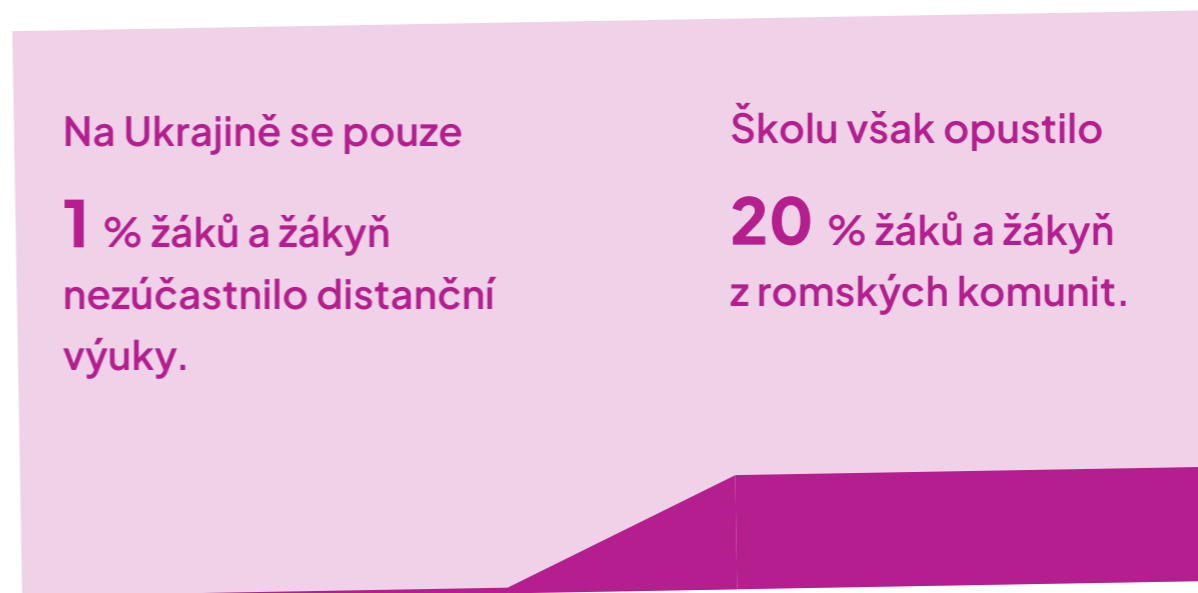 Na Ukrajině se pouze
1 % žáků a žákyň
nezúčastnilo distanční
výuky.
Školu však opustilo
20 % žáků a žákyň
z romských komunit.